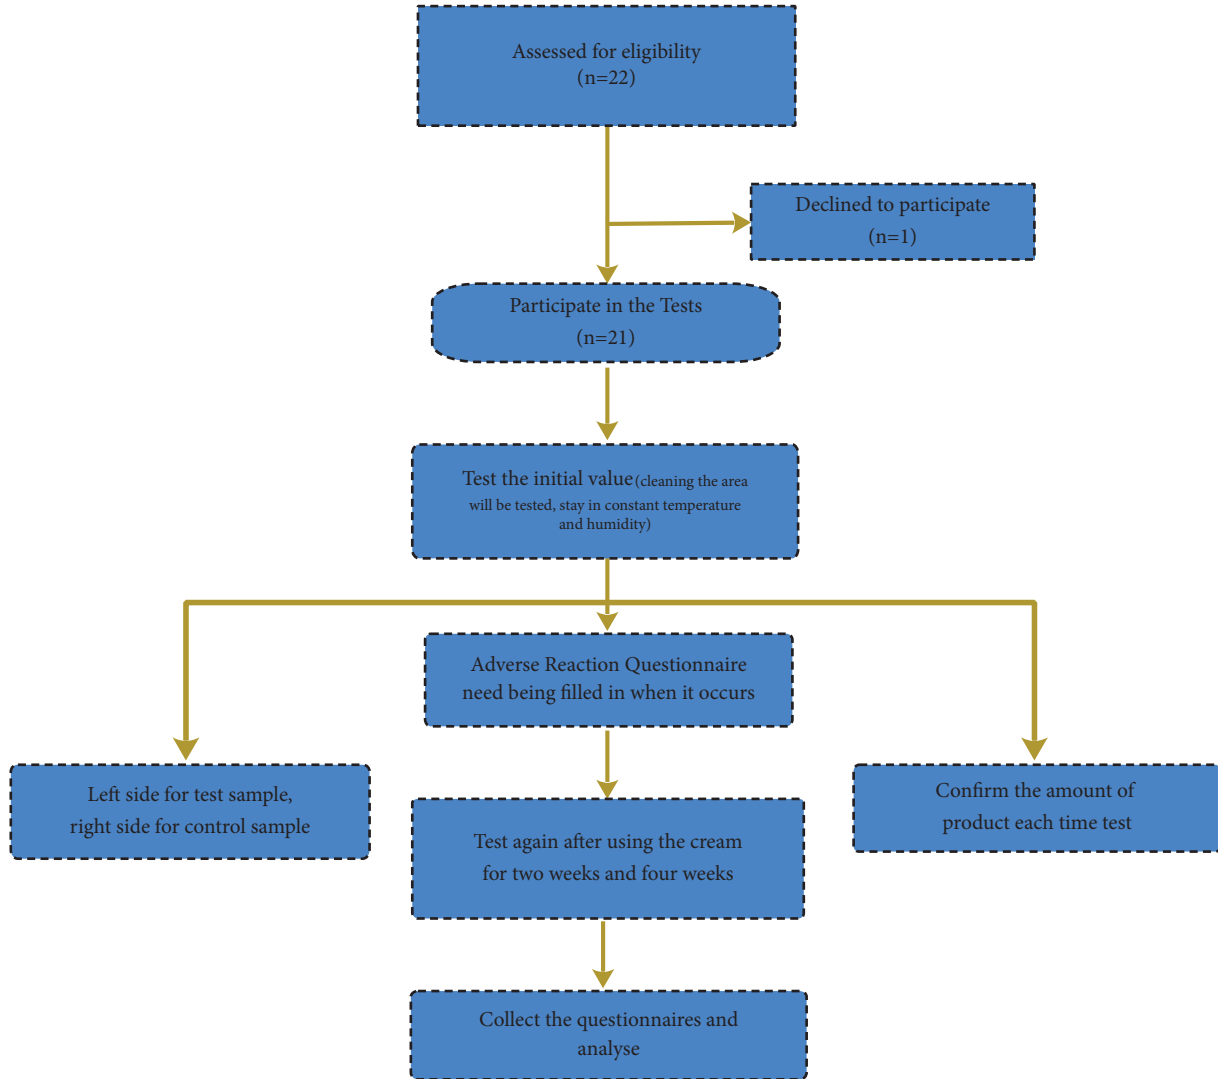 Assessed for eligibility
(n=22)
Declined to participate
(n=1)
Participate in the Tests
(n=21)
Test the initial value (cleaning the area
will be tested, stay in constant temperature
and humidity)
Adverse Reaction Questionnaire
need being filled in when it occurs
Left side for test sample,
right side for control sample
Confirm the amount of
product each time test
Test again after using the cream
for two weeks and four weeks
Collect the questionnaires and
analyse